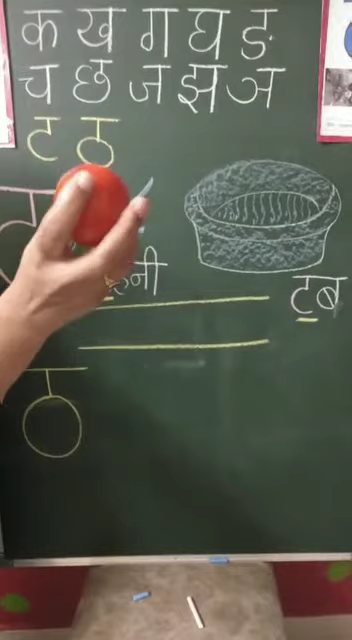 क ख ग घ ङ
च छ ज झ ञ
ट ठ
टब
ठ